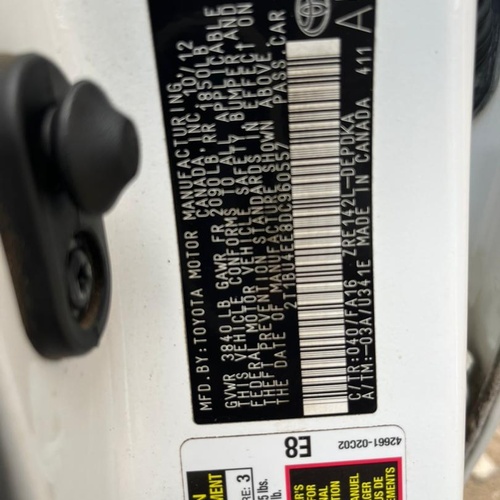 MFD. BY: TOYOTA MOTOR MANUFACTURING
CANADA, INC. 10/12
GVWR 3840 LB GAWR FR 2090 LB RR 1850LB
THIS VEHICLE CONFORMS TO ALL APPLICABLE
FEDERAL MOTOR VEHICLE SAFETY, BUMPER AND
THEFT PREVENTION STANDARDS IN EFFECT ON
THE DATE OF MANUFACTURE SHOWN ABOVE.
2T1BU4EE8DC960557 PASS. CAR
C/TR: 040/FA16 ZRE142L-DEPDKA
A/TM:-03A/U341E MADE IN CANADA 411
E8
42661-02C02